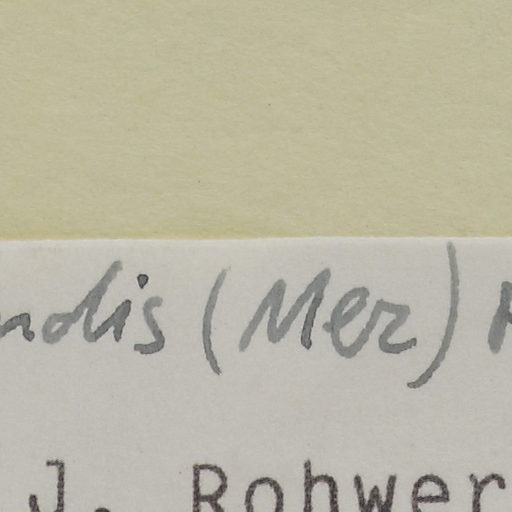 ndis (Mer)
J. Rohwer